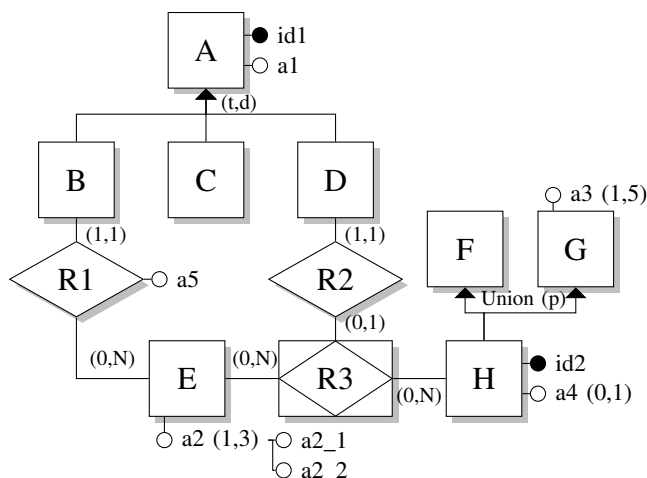 A
id1
a1
(t,d)
B
C
D
a3 (1,5)
F
G
(1,1)
(1,1)
R1
a5
R2
Union (p)
(0,1)
(0,N)
E
(0,N)
R3
(0,N)
H
id2
a4 (0,1)
a2 (1,3)
a2_1
a2_2